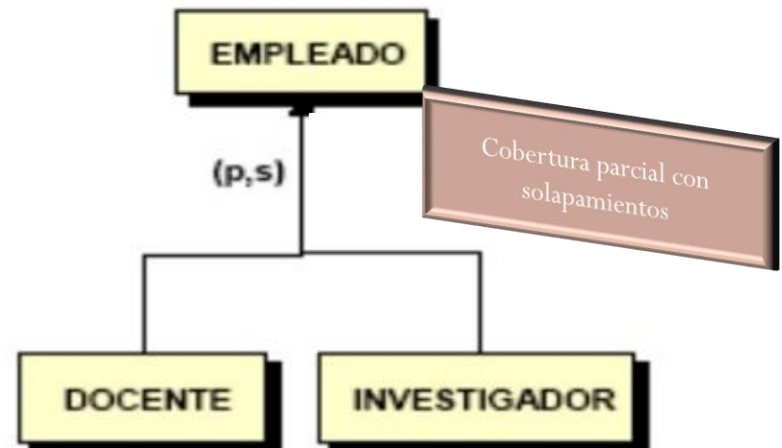 EMPLEADO
(p,s)
Cobertura parcial con
solapamientos
DOCENTE
INVESTIGADOR